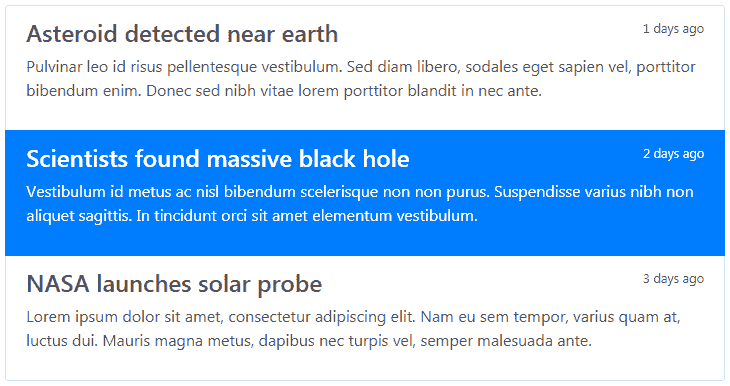 Asteroid detected near earth
1 days ago
Pulvinar leo id risus pellentesque vestibulum. Sed diam libero, sodales eget sapien vel, porttitor
bibendum enim. Donec sed nibh vitae lorem porttitor blandit in nec ante.
Scientists found massive black hole
2 days ago
Vestibulum id metus ac nisl bibendum scelerisque non non purus. Suspendisse varius nibh non
aliquet sagittis. In tincidunt orci sit amet elementum vestibulum.
NASA launches solar probe
3 days ago
Lorem ipsum dolor sit amet, consectetur adipiscing elit. Nam eu sem tempor, varius quam at,
luctus dui. Mauris magna metus, dapibus nec turpis vel, semper malesuada ante.